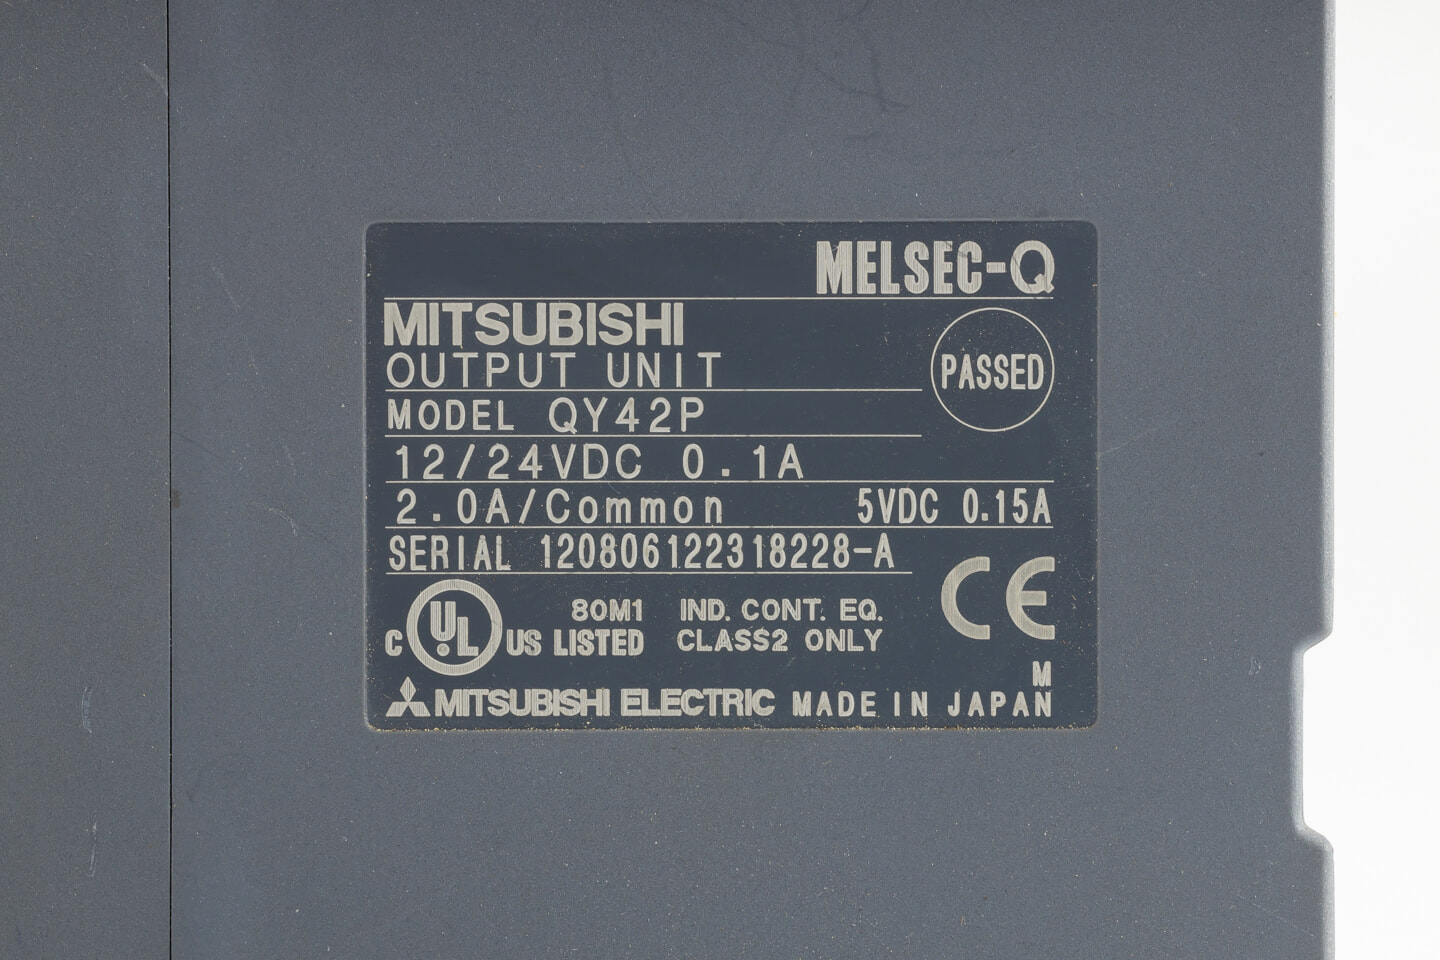 MELSEC-Q
MITSUBISHI
OUTPUT UNIT
PASSED
MODEL QY42P
12/24VDC 0.1A
2.0A/Common 5VDC 0.15A
SERIAL 120806122318228-A
CE
C UL US LISTED
80M1 IND. CONT. EQ.
CLASS2 ONLY
M
MITSUBISHI ELECTRIC MADE IN JAPAN